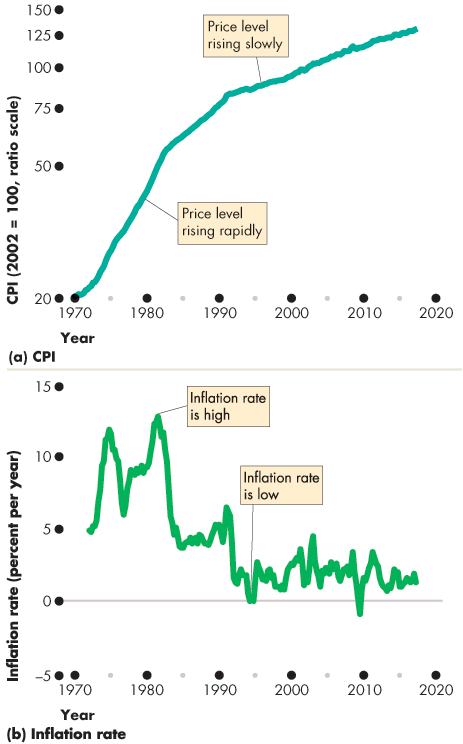 150
125
100
75
50
20
CPI (2002 = 100, ratio scale)
Price level
rising slowly
Price level
rising rapidly
1970 1980 1990 2000 2010 2020
Year
(a) CPI
15
10
5
0
–5
Inflation rate (percent per year)
Inflation rate
is high
Inflation rate
is low
1970 1980 1990 2000 2010 2020
Year
(b) Inflation rate